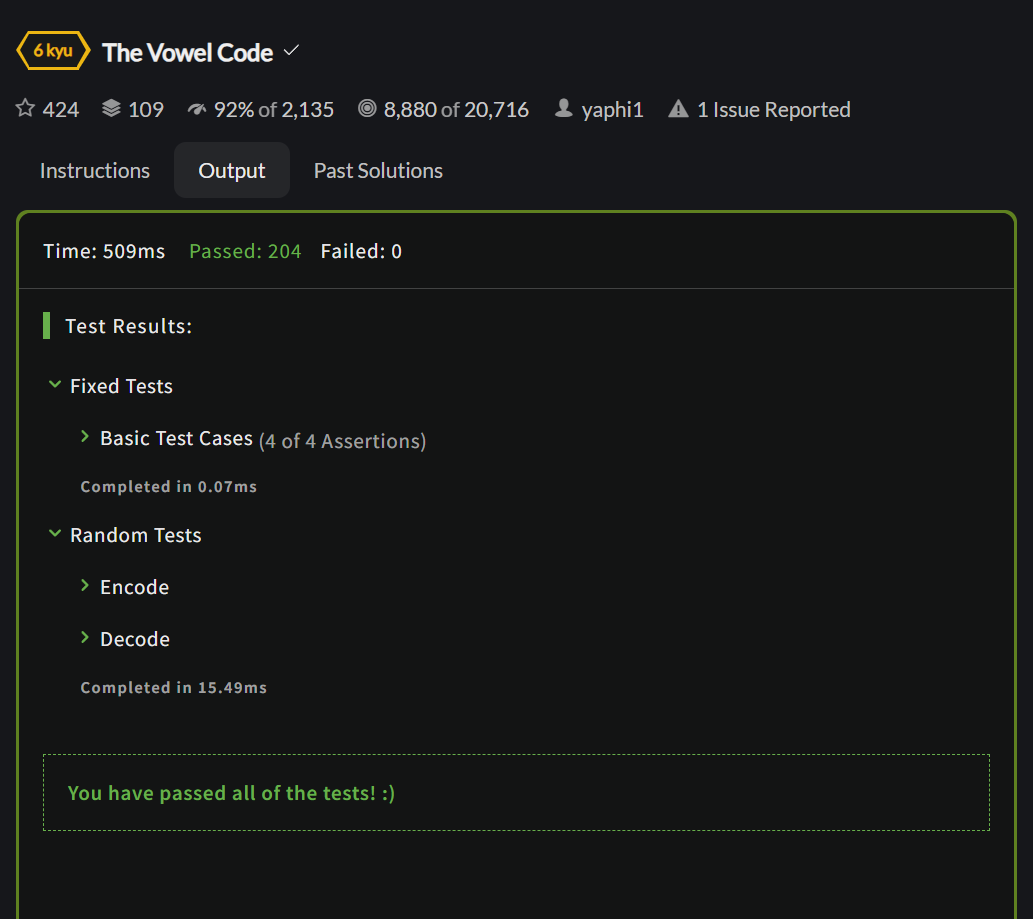 6 kyu The Vowel Code
424 109 92% of 2,135 8,880 of 20,716 yaphi1 1 Issue Reported
Instructions Output Past Solutions
Time: 509ms Passed: 204 Failed: 0
Test Results:
Fixed Tests
Basic Test Cases (4 of 4 Assertions)
Completed in 0.07ms
Random Tests
Encode
Decode
Completed in 15.49ms
You have passed all of the tests! :)